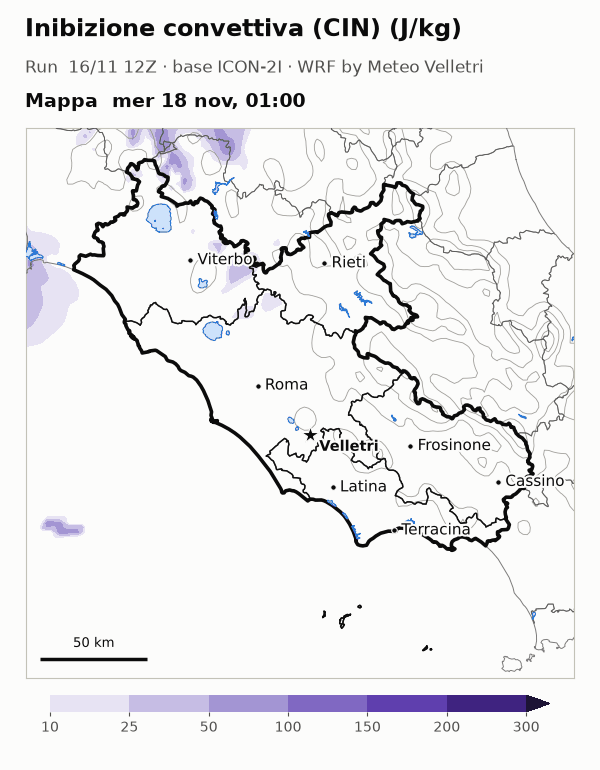 Inibizione convettiva (CIN) (J/kg)
Run  16/11 12Z · base ICON-2I · WRF by Meteo Velletri
Mappa  mer 18 nov, 01:00
Viterbo
Rieti
Roma
Velletri
Frosinone
Cassino
Latina
Terracina
50 km
10 25 50 100 150 200 300